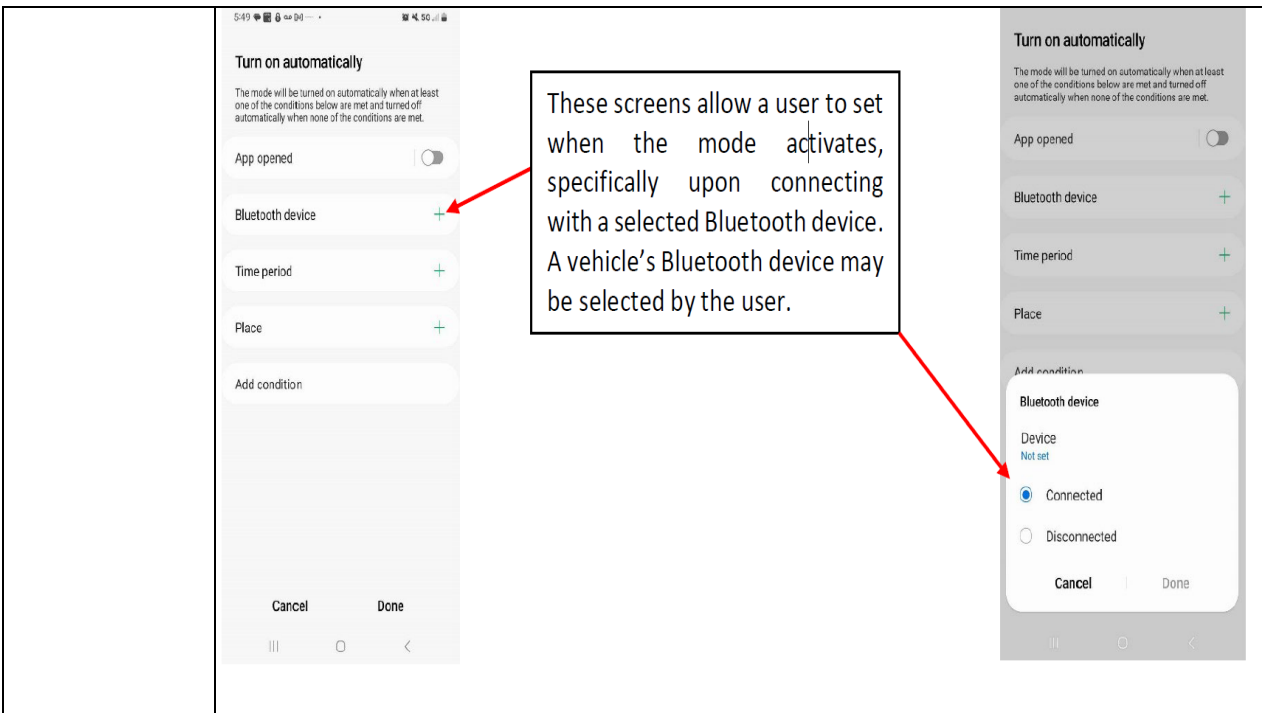 5:49
5G
Turn on automatically
The mode will be turned on automatically when at least
one of the conditions below are met and turned off
automatically when none of the conditions are met.
App opened
Bluetooth device
Time period
Place
Add condition
Cancel Done
These screens allow a user to set
when the mode activates,
specifically upon connecting
with a selected Bluetooth device.
A vehicle’s Bluetooth device may
be selected by the user.
Turn on automatically
The mode will be turned on automatically when at least
one of the conditions below are met and turned off
automatically when none of the conditions are met.
App opened
Bluetooth device
Time period
Place
Add condition
Bluetooth device
Device
Not set
Connected
Disconnected
Cancel Done